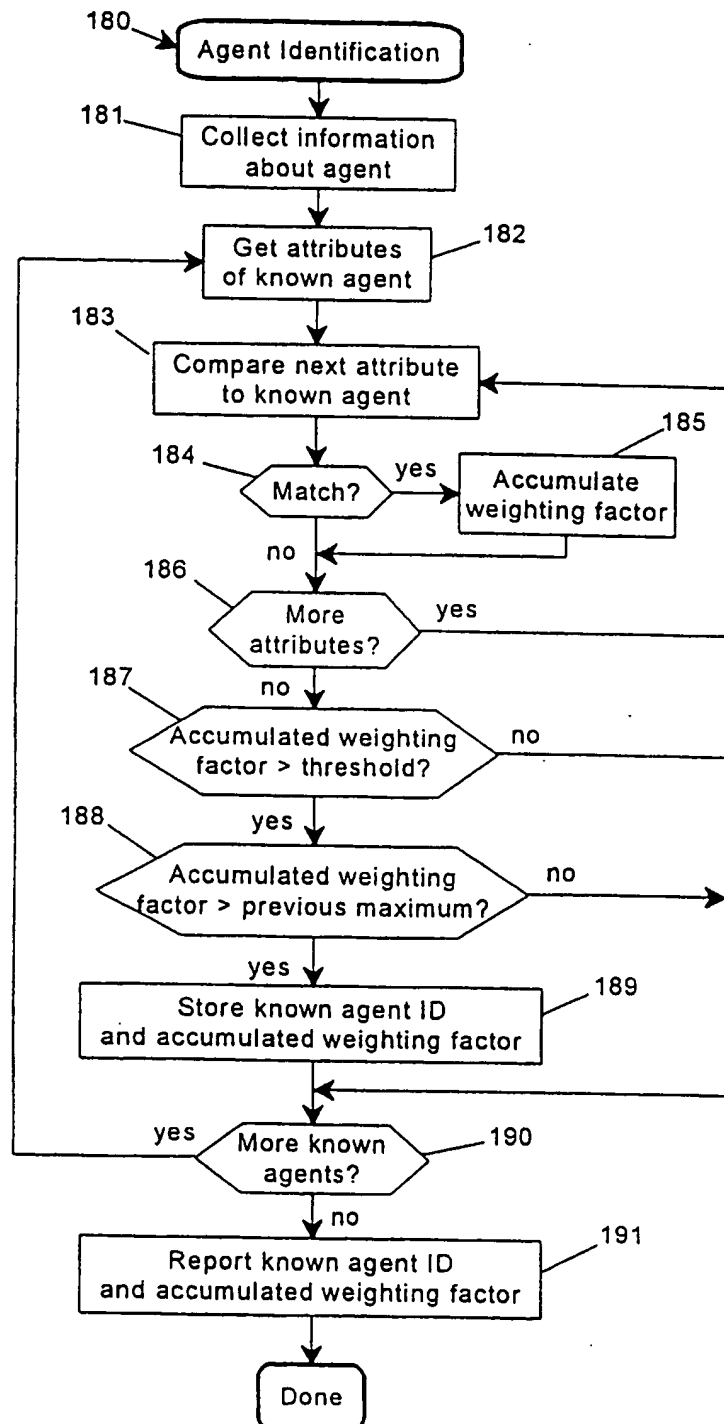 180
Agent Identification
181
Collect information
about agent
182
Get attributes
of known agent
183
Compare next attribute
to known agent
184
Match?
yes
185
Accumulate
weighting factor
no
186
More
attributes?
yes
no
187
Accumulated weighting
factor > threshold?
no
yes
188
Accumulated weighting
factor > previous maximum?
no
yes
189
Store known agent ID
and accumulated weighting factor
yes
More known
agents?
190
no
191
Report known agent ID
and accumulated weighting factor
Done